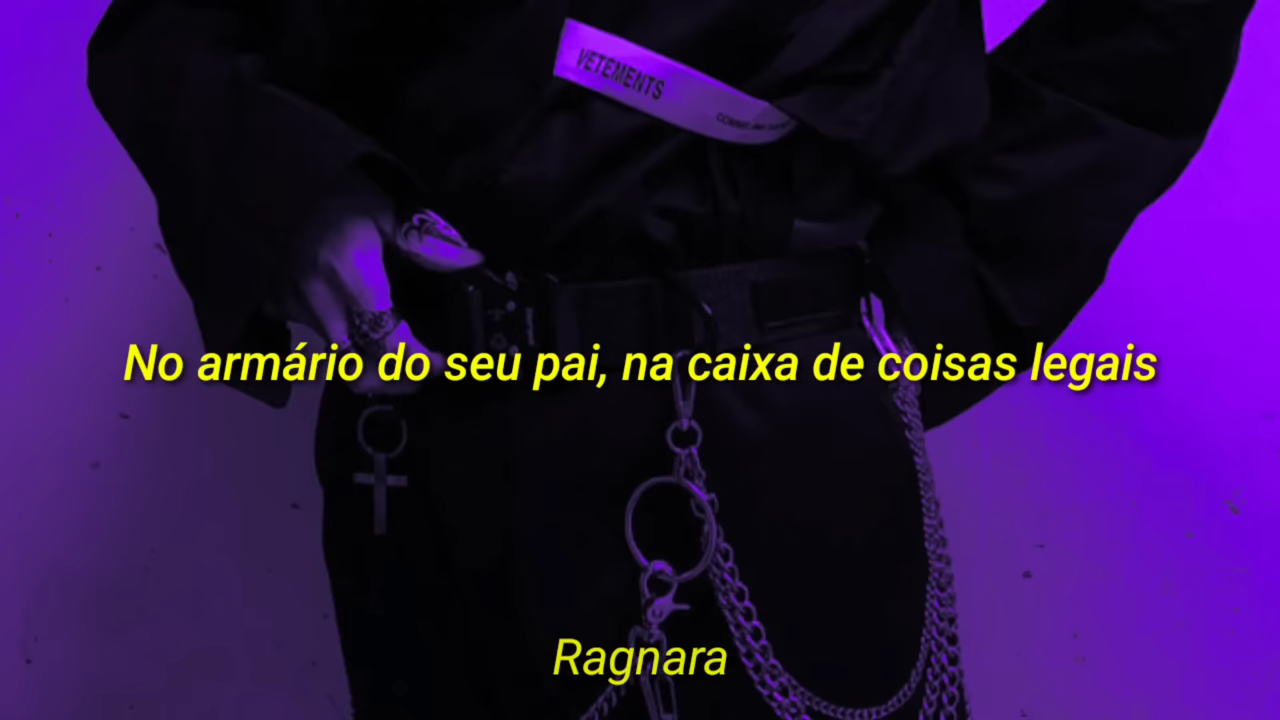 VETEMENTS
No armário do seu pai, na caixa de coisas legais
Ragnara